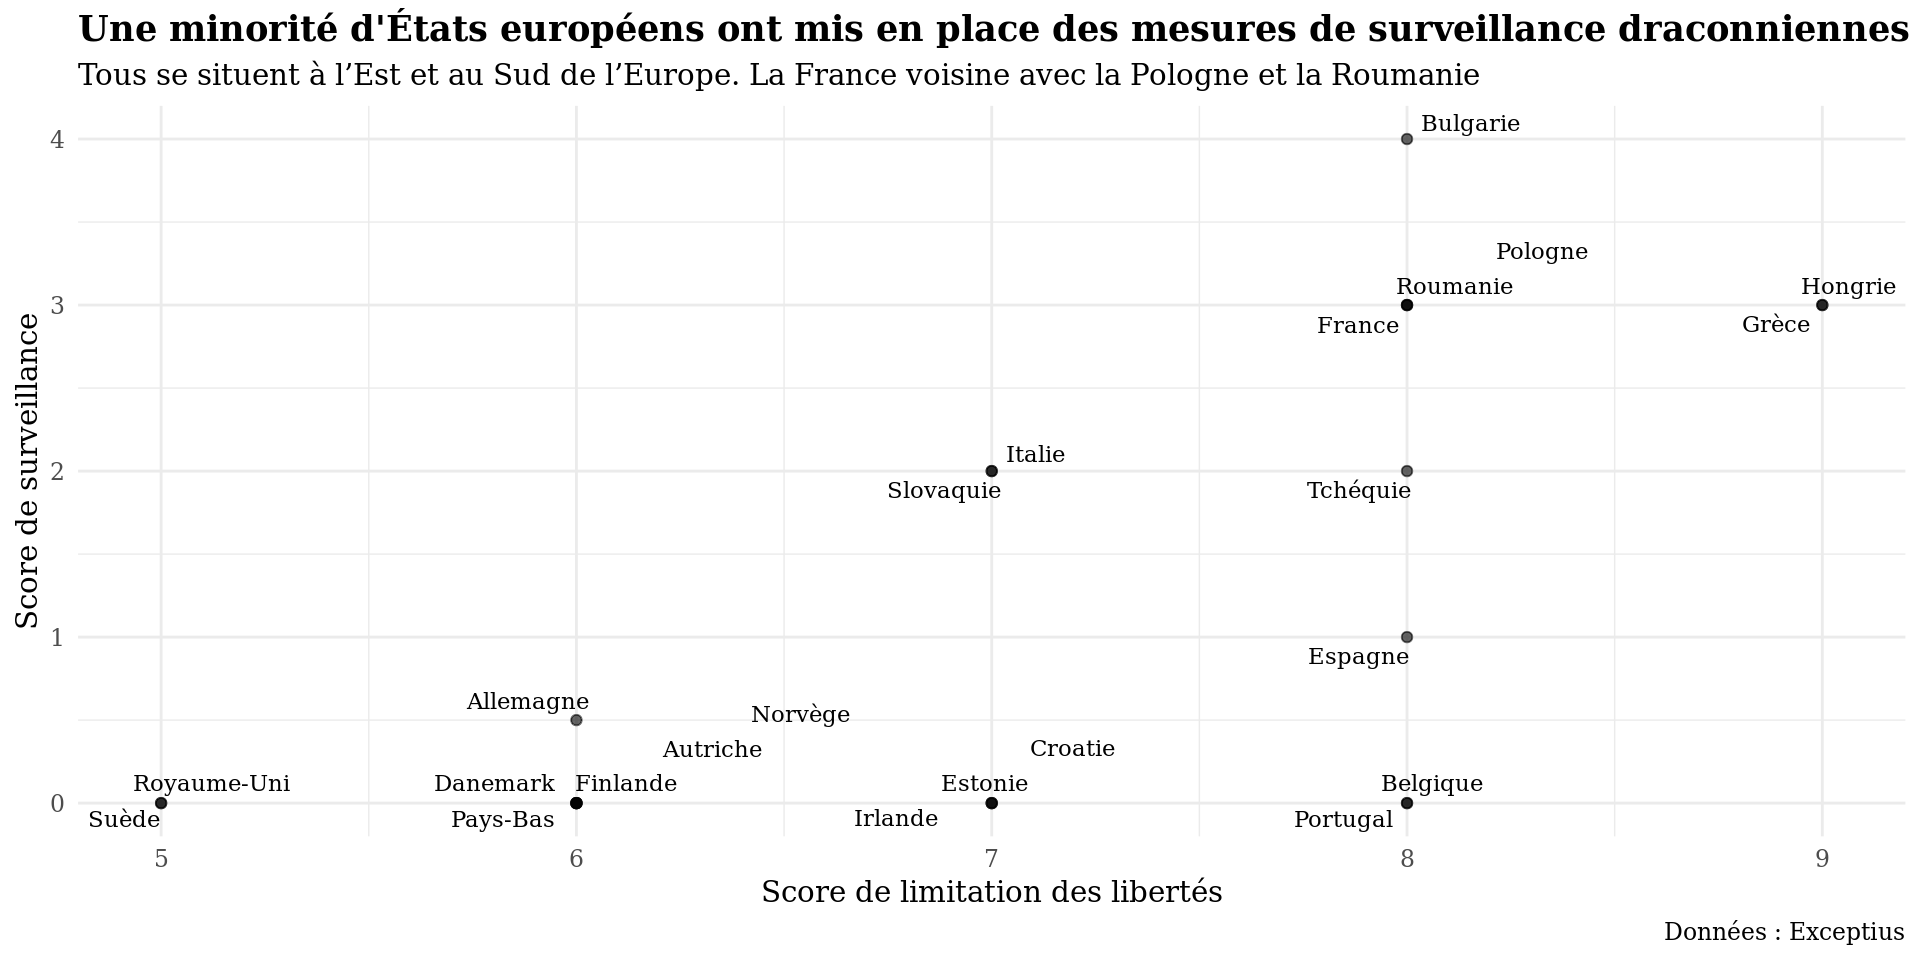 Une minorité d'États européens ont mis en place des mesures de surveillance draconniennes
Tous se situent à l’Est et au Sud de l’Europe. La France voisine avec la Pologne et la Roumanie
4
Bulgarie
Pologne
Roumanie
Hongrie
3
France
Grèce
Italie
2
Slovaquie
Tchéquie
1
Espagne
Allemagne
Norvège
Autriche
Croatie
Royaume-Uni
Danemark
Finlande
Estonie
Belgique
0
Suède
Pays-Bas
Irlande
Portugal
Score de surveillance
5
6
7
8
9
Score de limitation des libertés
Données : Exceptius